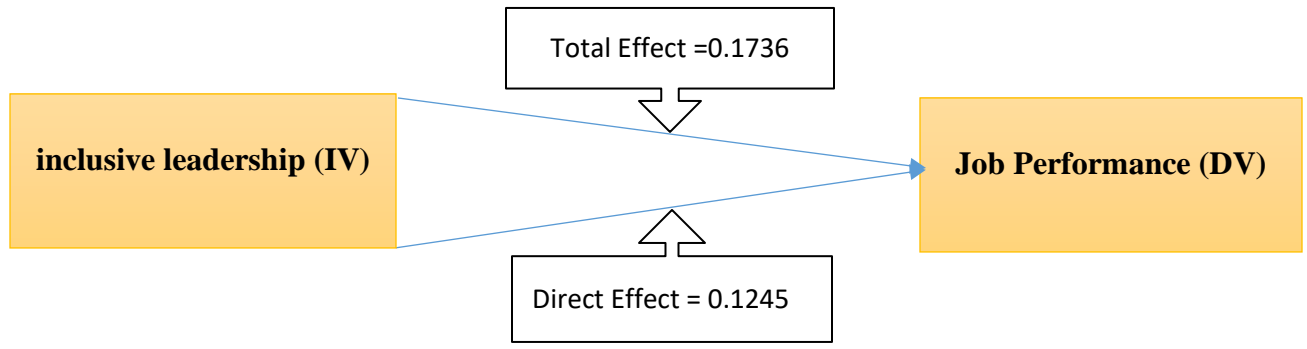 Total Effect =0.1736
inclusive leadership (IV)
Job Performance (DV)
Direct Effect = 0.1245